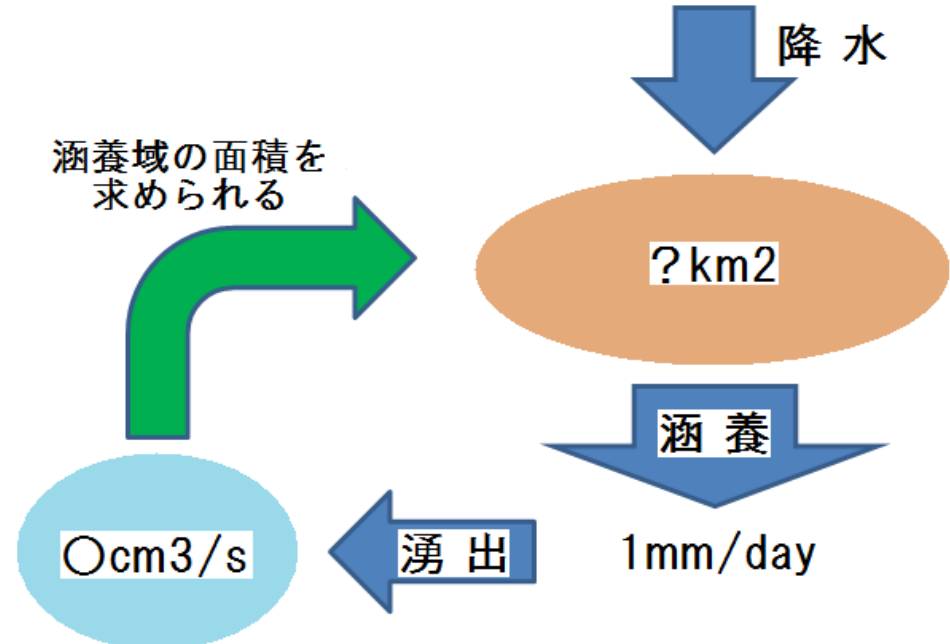 降 水
涵養域の面積を
求められる
?km2
涵 養
○cm3/s
湧 出
1mm/day